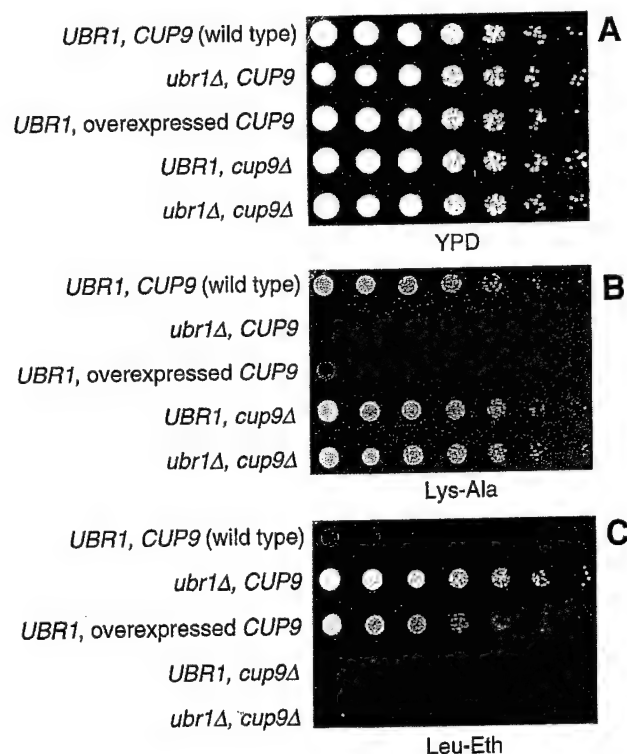 UBR1, CUP9 (wild type)
A
ubr1Δ, CUP9
UBR1, overexpressed CUP9
UBR1, cup9Δ
ubr1Δ, cup9Δ
YPD
UBR1, CUP9 (wild type)
B
ubr1Δ, CUP9
UBR1, overexpressed CUP9
UBR1, cup9Δ
ubr1Δ, cup9Δ
Lys-Ala
UBR1, CUP9 (wild type)
C
ubr1Δ, CUP9
UBR1, overexpressed CUP9
UBR1, cup9Δ
ubr1Δ, cup9Δ
Leu-Eth